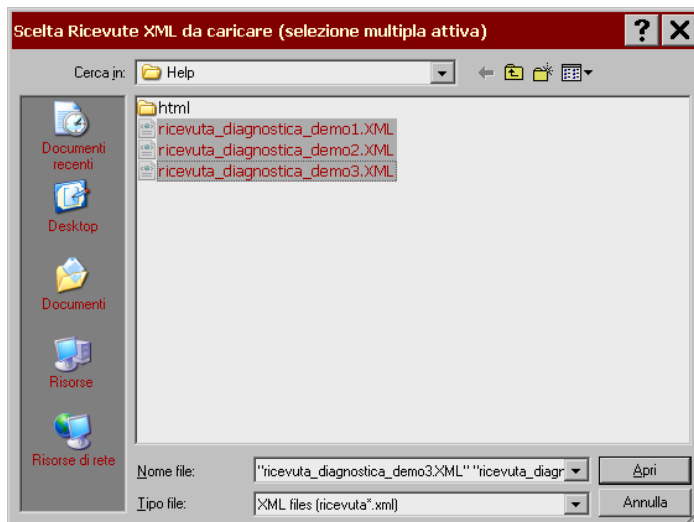 Scelta Ricevute XML da caricare (selezione multipla attiva)
Cerca in:
Help
Documenti
recenti
Desktop
Documenti
Risorse
Risorse di rete
html
ricevuta_diagnostica_demo1.XML
ricevuta_diagnostica_demo2.XML
ricevuta_diagnostica_demo3.XML
Nome file:
"ricevuta_diagnostica_demo3.XML" "ricevuta_diagr
Apri
Tipo file:
XML files (ricevuta*.xml)
Annulla